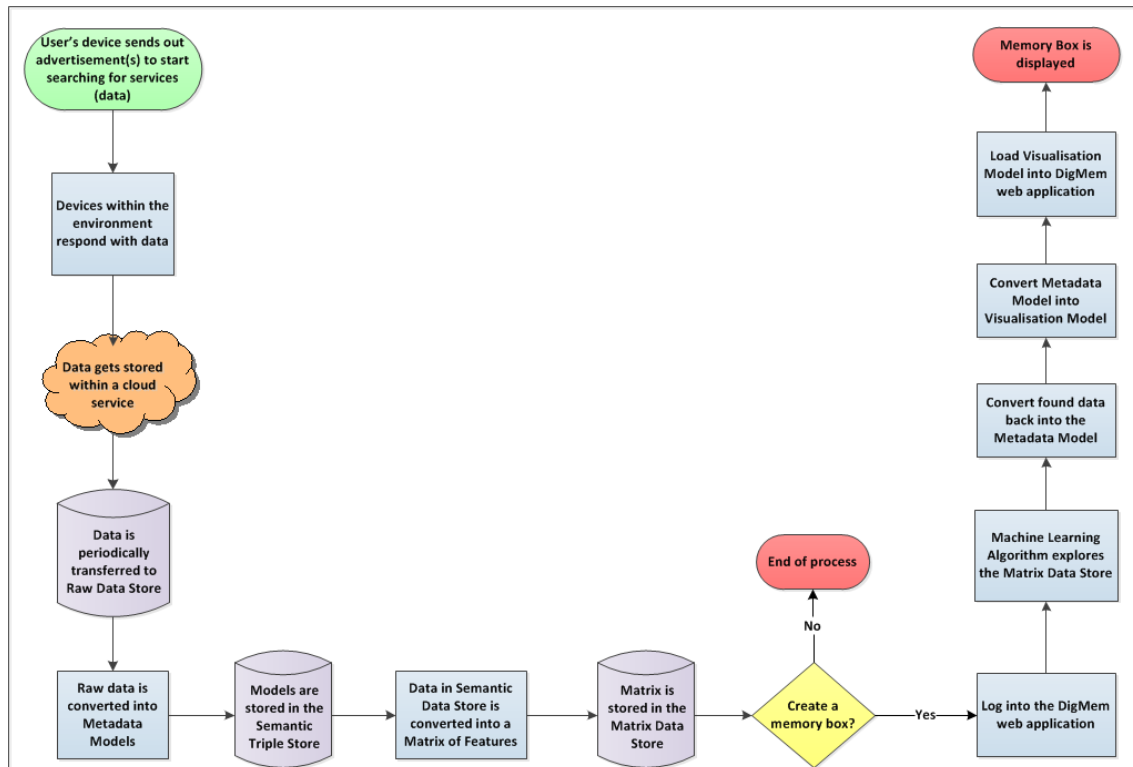 User's device sends out
advertisement(s) to start
searching for services
(data)
Devices within the
environment
respond with data
Data gets stored
within a cloud
service
Data is
periodically
transferred to
Raw Data Store
Raw data is
converted into
Metadata
Models
Models are
stored in the
Semantic
Triple Store
Data in Semantic
Data Store is
converted into a
Matrix of Features
Matrix is
stored in the
Matrix Data
Store
Create a
memory box?
No
End of process
Yes
Log into the DigMem
web application
Machine Learning
Algorithm explores
the Matrix Data Store
Convert found data
back into the
Metadata Model
Convert Metadata
Model into
Visualisation Model
Load Visualisation
Model into DigMem
web application
Memory Box is
displayed